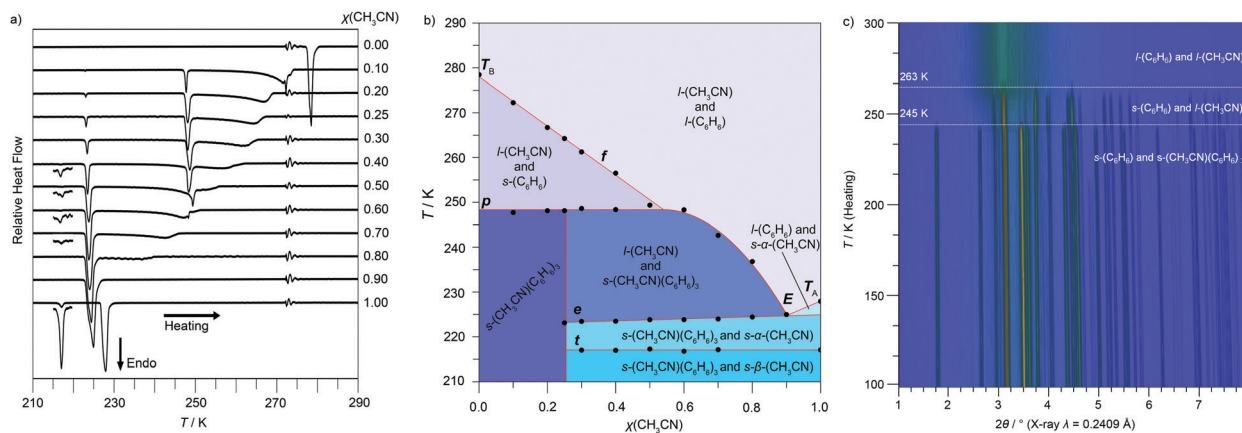 a)
χ(CH₃CN)
0.00
0.10
0.20
0.25
0.30
0.40
0.50
0.60
0.70
0.80
0.90
1.00
Relative Heat Flow
Heating
Endo
210 220 230 240 250 260 270 280 290
T / K
b)
290
280
270
260
250
240
230
220
210
T / K
T_B
l-(CH₃CN)
and
l-(C₆H₆)
f
l-(CH₃CN)
and
s-(C₆H₆)
p
l-(C₆H₆) and
s-α-(CH₃CN)
l-(CH₃CN)
and
s-(CH₃CN)(C₆H₆)₃
s-(CH₃CN)(C₆H₆)₃
T_A
E
e
s-(CH₃CN)(C₆H₆)₃ and s-α-(CH₃CN)
t
s-(CH₃CN)(C₆H₆)₃ and s-β-(CH₃CN)
0.0 0.2 0.4 0.6 0.8 1.0
χ(CH₃CN)
c)
300
250
200
150
100
T / K (Heating)
l-(C₆H₆) and l-(CH₃CN)
263 K
s-(C₆H₆) and l-(CH₃CN)
245 K
s-(C₆H₆) and s-(CH₃CN)(C₆H₆)₃
1 2 3 4 5 6 7
2θ / ° (X-ray λ = 0.2409 Å)